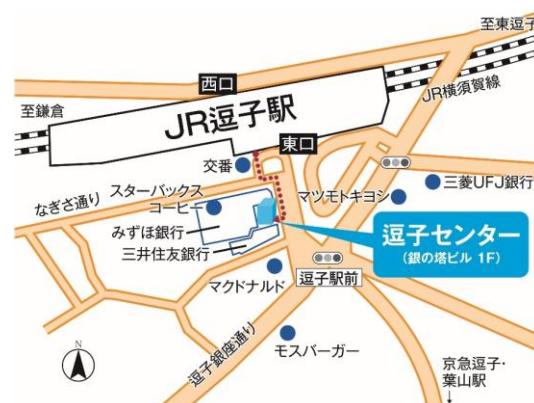 至東逗子
西口
至鎌倉
JR逗子駅
JR横須賀線
東口
交番
三菱UFJ銀行
なぎさ通り
スターバックス
コーヒー
マツモトキヨシ
みずほ銀行
三井住友銀行
逗子センター
(銀の塔ビル 1F)
マクドナルド
逗子駅前
逗子銀座通り
モスバーガー
京急逗子・
葉山駅
N